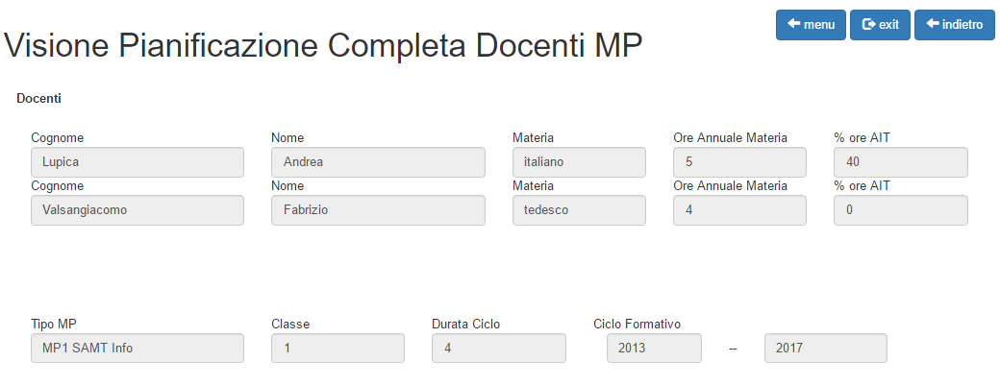 menu exit indietro
Visione Pianificazione Completa Docenti MP
Docenti
Cognome Nome Materia Ore Annuale Materia % ore AIT
Lupica Andrea italiano 5 40
Cognome Nome Materia Ore Annuale Materia % ore AIT
Valsangiacomo Fabrizio tedesco 4 0
Tipo MP Classe Durata Ciclo Ciclo Formativo
MP1 SAMT Info 1 4 2013 -- 2017